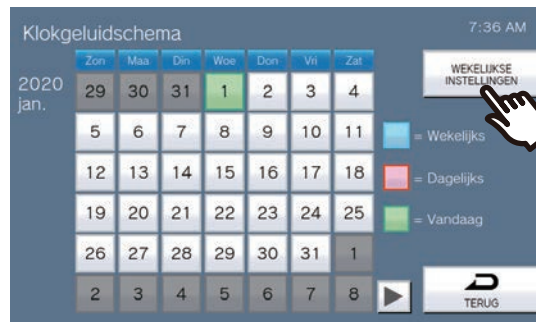 Klokgeluidschema
7:36 AM
2020
jan.
Zon Maa Din Woe Don Vri Zat
29 30 31 1 2 3 4
5 6 7 8 9 10 11
12 13 14 15 16 17 18
19 20 21 22 23 24 25
26 27 28 29 30 31 1
2 3 4 5 6 7 8
WEKELIJKSE
INSTELLINGEN
= Wekelijks
= Dagelijks
= Vandaag
TERUG